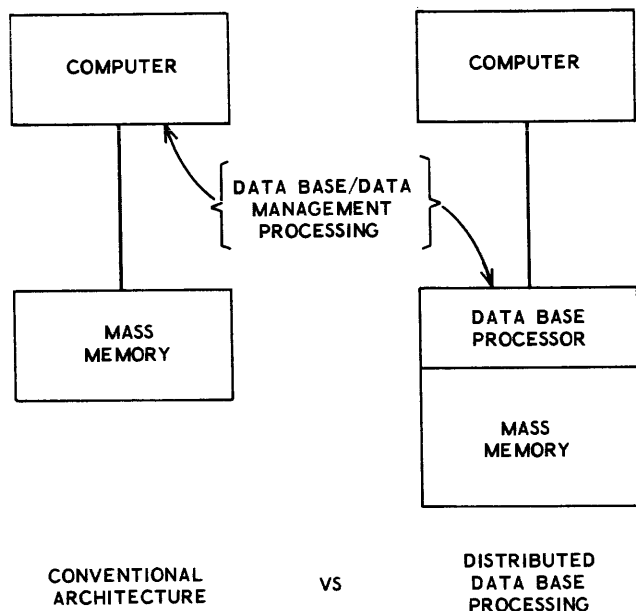 COMPUTER
COMPUTER
DATA BASE/DATA
MANAGEMENT
PROCESSING
MASS
MEMORY
DATA BASE
PROCESSOR
MASS
MEMORY
CONVENTIONAL
ARCHITECTURE
VS
DISTRIBUTED
DATA BASE
PROCESSING